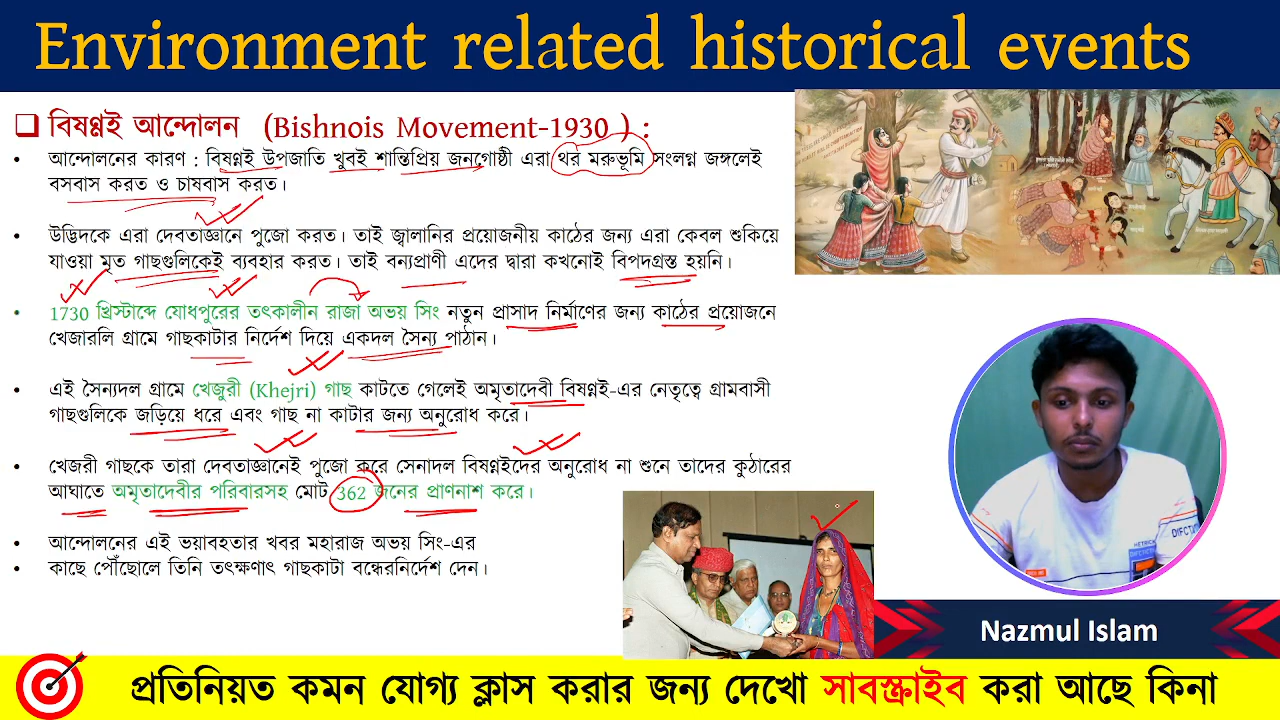 Environment related historical events
❑ বিষণ্ণই আন্দোলন (Bishnois Movement-1930 ) :
• আন্দোলনের কারণ : বিষণ্ণই উপজাতি খুবই শান্তিপ্রিয় জনগোষ্ঠী এরা থর মরুভূমি সংলগ্ন জঙ্গলেই
বসবাস করত ও চাষবাস করত।
• উদ্ভিদকে এরা দেবতাজ্ঞানে পুজো করত। তাই জ্বালানির প্রয়োজনীয় কাঠের জন্য এরা কেবল শুকিয়ে
যাওয়া মৃত গাছগুলিকেই ব্যবহার করত। তাই বন্যপ্রাণী এদের দ্বারা কখনোই বিপদগ্রস্ত হয়নি।
• 1730 খ্রিস্টাব্দে যোধপুরের তৎকালীন রাজা অভয় সিং নতুন প্রাসাদ নির্মাণের জন্য কাঠের প্রয়োজনে
খেজারলি গ্রামে গাছকাটার নির্দেশ দিয়ে একদল সৈন্য পাঠান।
• এই সৈন্যদল গ্রামে খেজুরী (Khejri) গাছ কাটতে গেলেই অমৃতাদেবী বিষণ্ণই-এর নেতৃত্বে গ্রামবাসী
গাছগুলিকে জড়িয়ে ধরে এবং গাছ না কাটার জন্য অনুরোধ করে।
• খেজরী গাছকে তারা দেবতাজ্ঞানেই পুজো করে সেনাদল বিষণ্ণইদের অনুরোধ না শুনে তাদের কুঠারের
আঘাতে অমৃতাদেবীর পরিবারসহ মোট 362 জনের প্রাণনাশ করে।
• আন্দোলনের এই ভয়াবহতার খবর মহারাজ অভয় সিং-এর
• কাছে পৌঁছোলে তিনি তৎক্ষণাৎ গাছকাটা বন্ধেরনির্দেশ দেন।
Nazmul Islam
প্রতিনিয়ত কমন যোগ্য ক্লাস করার জন্য দেখো সাবস্ক্রাইব করা আছে কিনা